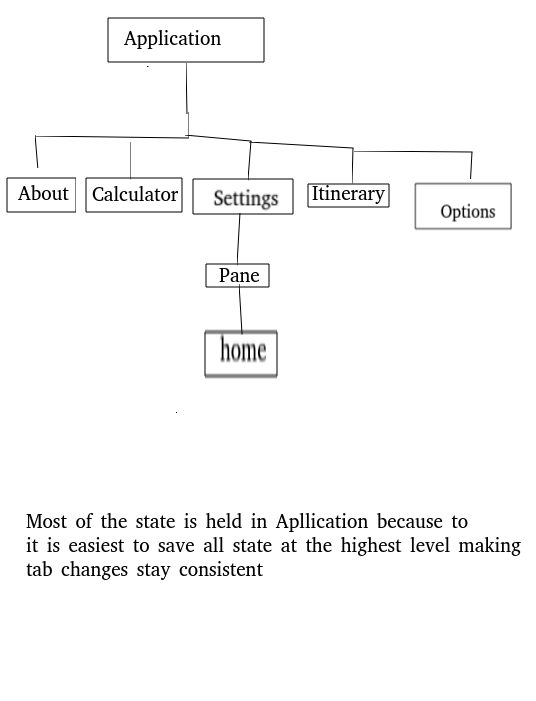 Application
About
Calculator
Settings
Itinerary
Options
Pane
home
Most of the state is held in Apllication because to
it is easiest to save all state at the highest level making
tab changes stay consistent